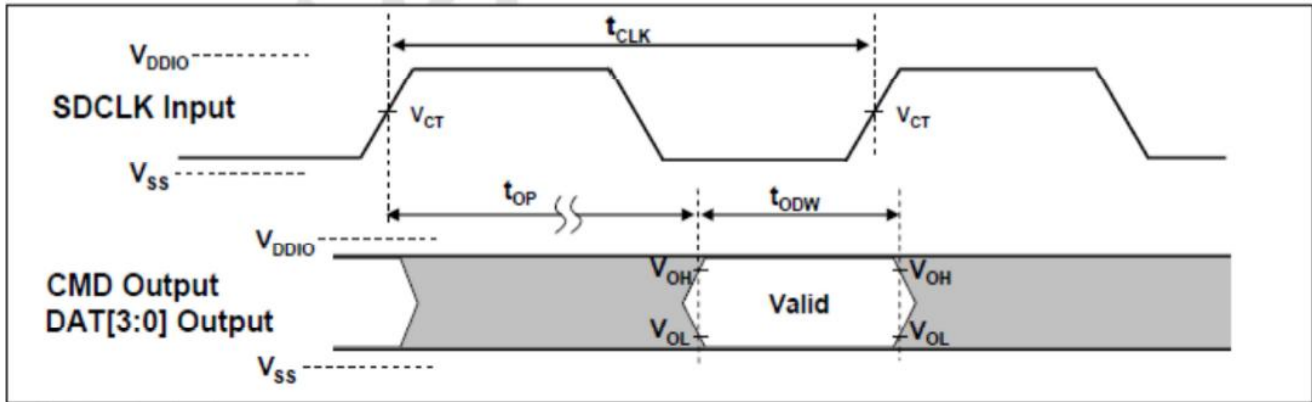 tCLK
VDDIO
SDCLK Input
VCT
VCT
VSS
tOP
tODW
VDDIO
VOH
VOH
CMD Output
DAT[3:0] Output
Valid
VOL
VOL
VSS